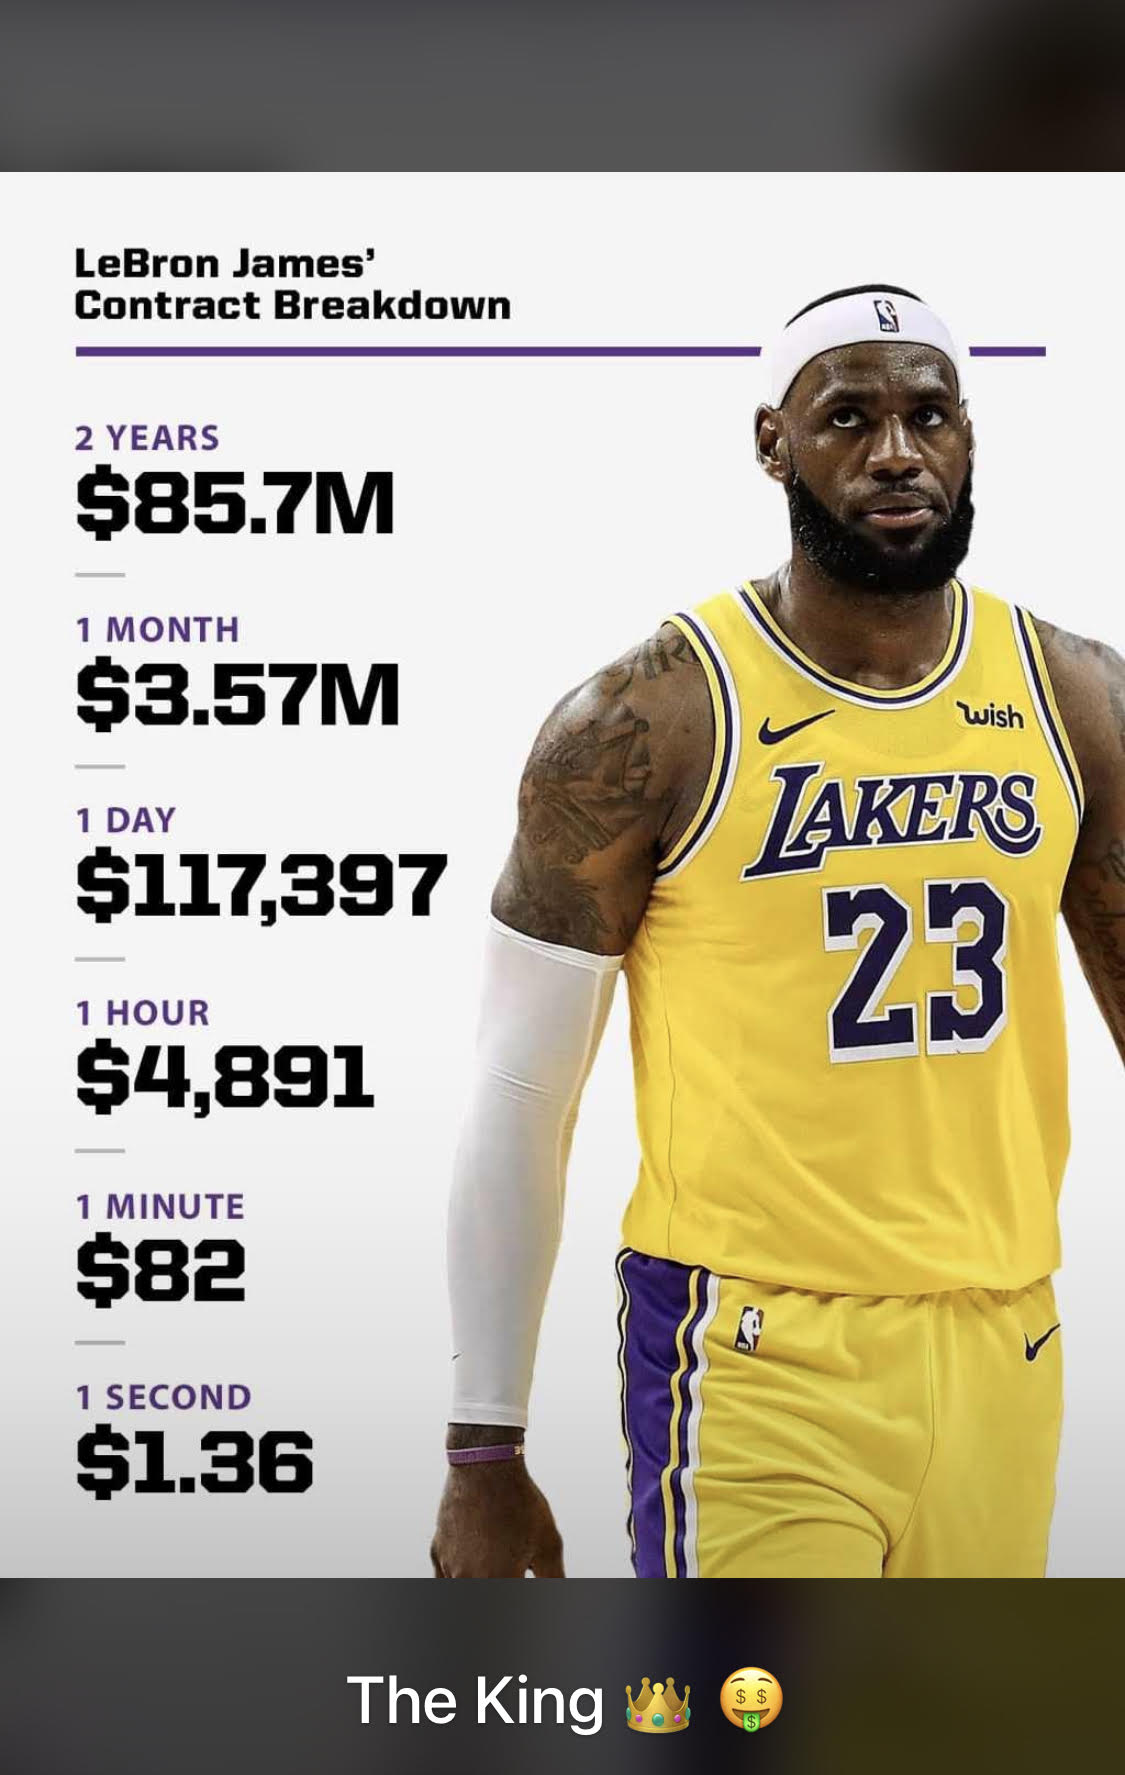 LeBron James’
Contract Breakdown
2 YEARS
$85.7M
1 MONTH
$3.57M
1 DAY
$117,397
1 HOUR
$4,891
1 MINUTE
$82
1 SECOND
$1.36
wish
LAKERS
23
The King 👑 🤑